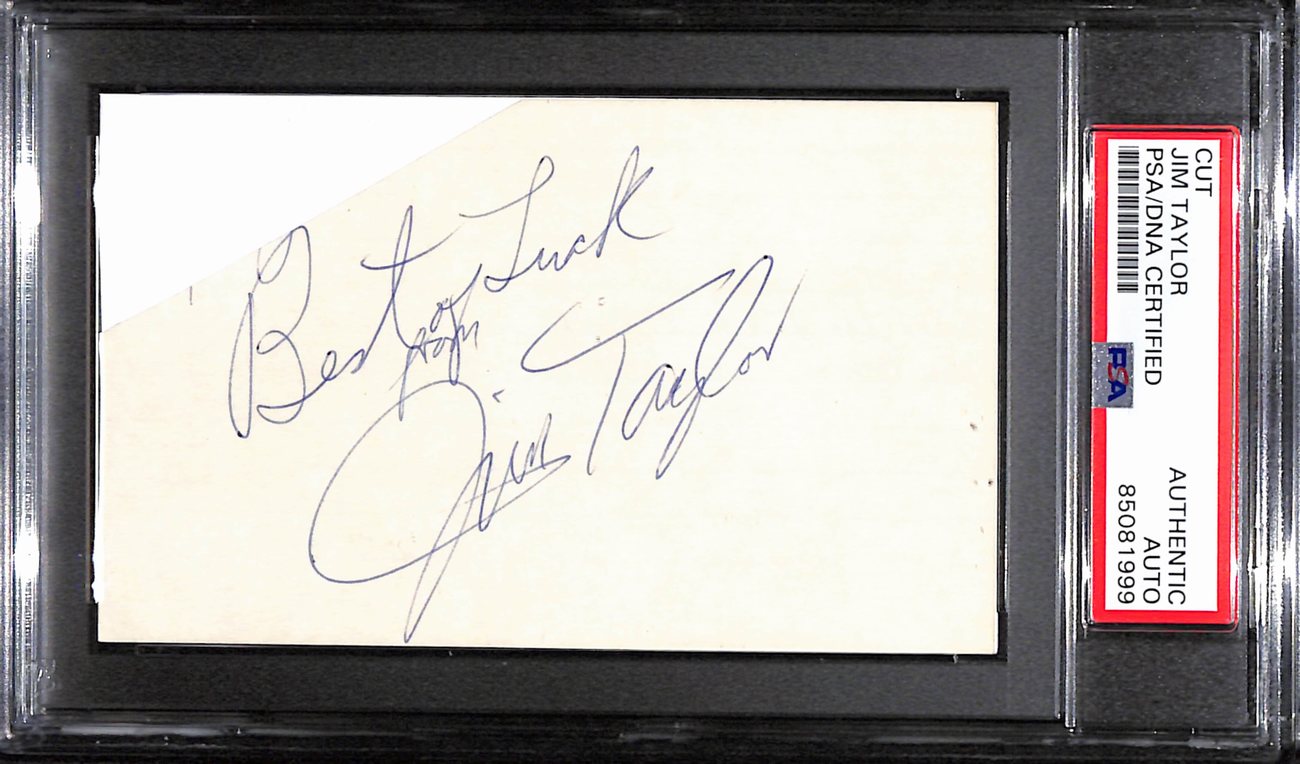 Best of Luck
from
Jim Taylor
CUT
JIM TAYLOR
PSA/DNA CERTIFIED
PSA
AUTHENTIC
AUTO
85081999